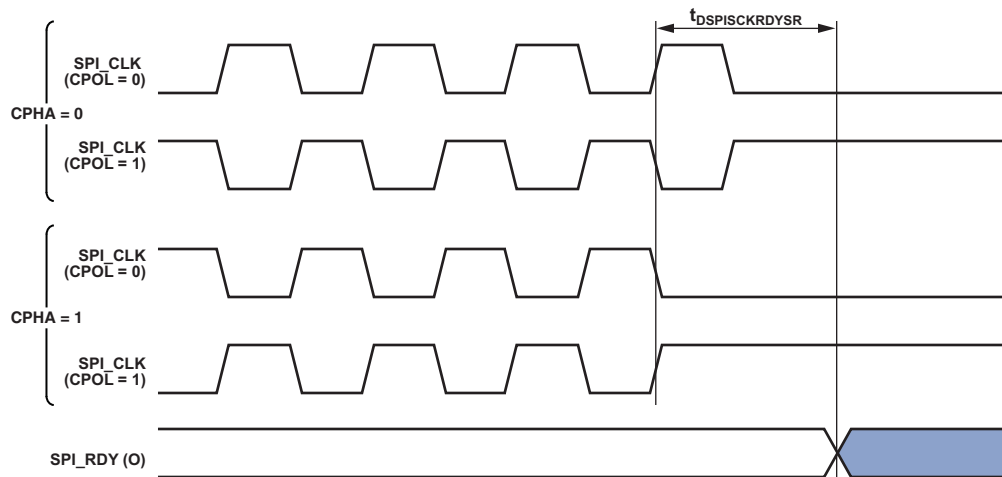 tDSPISCKRDYSR
SPI_CLK
(CPOL = 0)
CPHA = 0
SPI_CLK
(CPOL = 1)
SPI_CLK
(CPOL = 0)
CPHA = 1
SPI_CLK
(CPOL = 1)
SPI_RDY (O)